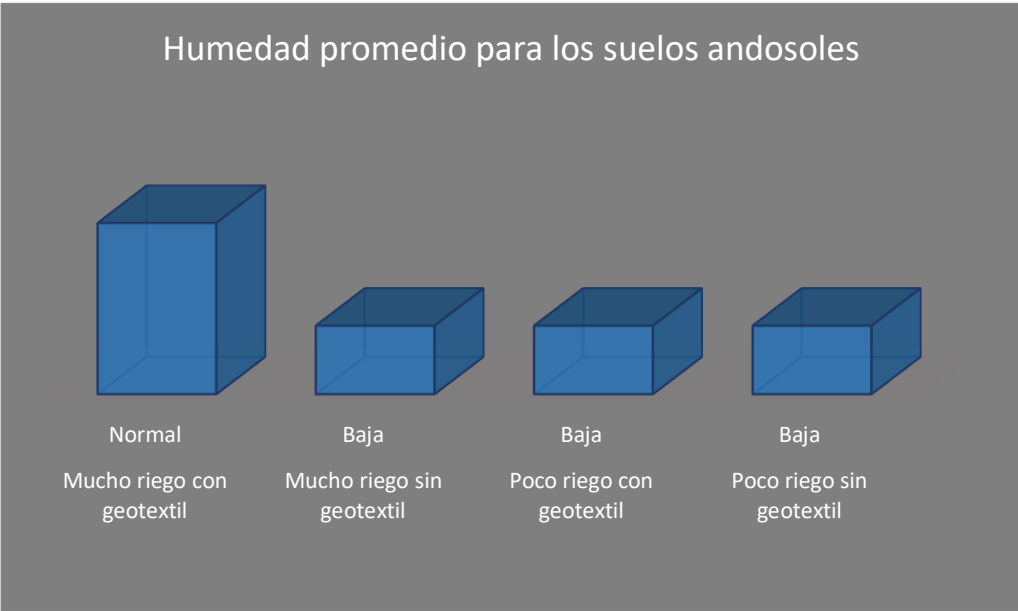 Humedad promedio para los suelos andosoles
Normal
Baja
Baja
Baja
Mucho riego con
geotextil
Mucho riego sin
geotextil
Poco riego con
geotextil
Poco riego sin
geotextil